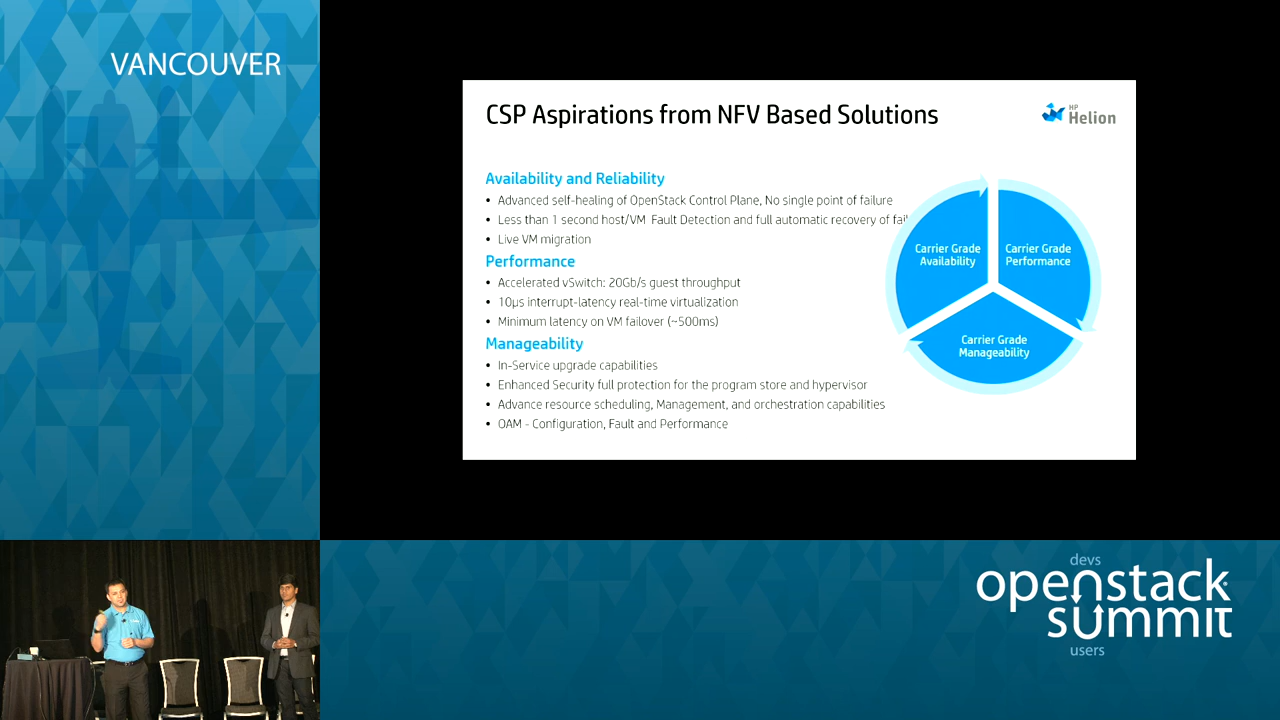 VANCOUVER
CSP Aspirations from NFV Based Solutions
HP
Helion
Availability and Reliability
• Advanced self-healing of OpenStack Control Plane, No single point of failure
• Less than 1 second host/VM Fault Detection and full automatic recovery of fail
• Live VM migration
Performance
• Accelerated vSwitch: 20Gb/s guest throughput
• 10µs interrupt-latency real-time virtualization
• Minimum latency on VM failover (~500ms)
Manageability
• In-Service upgrade capabilities
• Enhanced Security full protection for the program store and hypervisor
• Advance resource scheduling, Management, and orchestration capabilities
• OAM - Configuration, Fault and Performance
Carrier Grade
Availability
Carrier Grade
Performance
Carrier Grade
Manageability
devs
openstack
summit
users